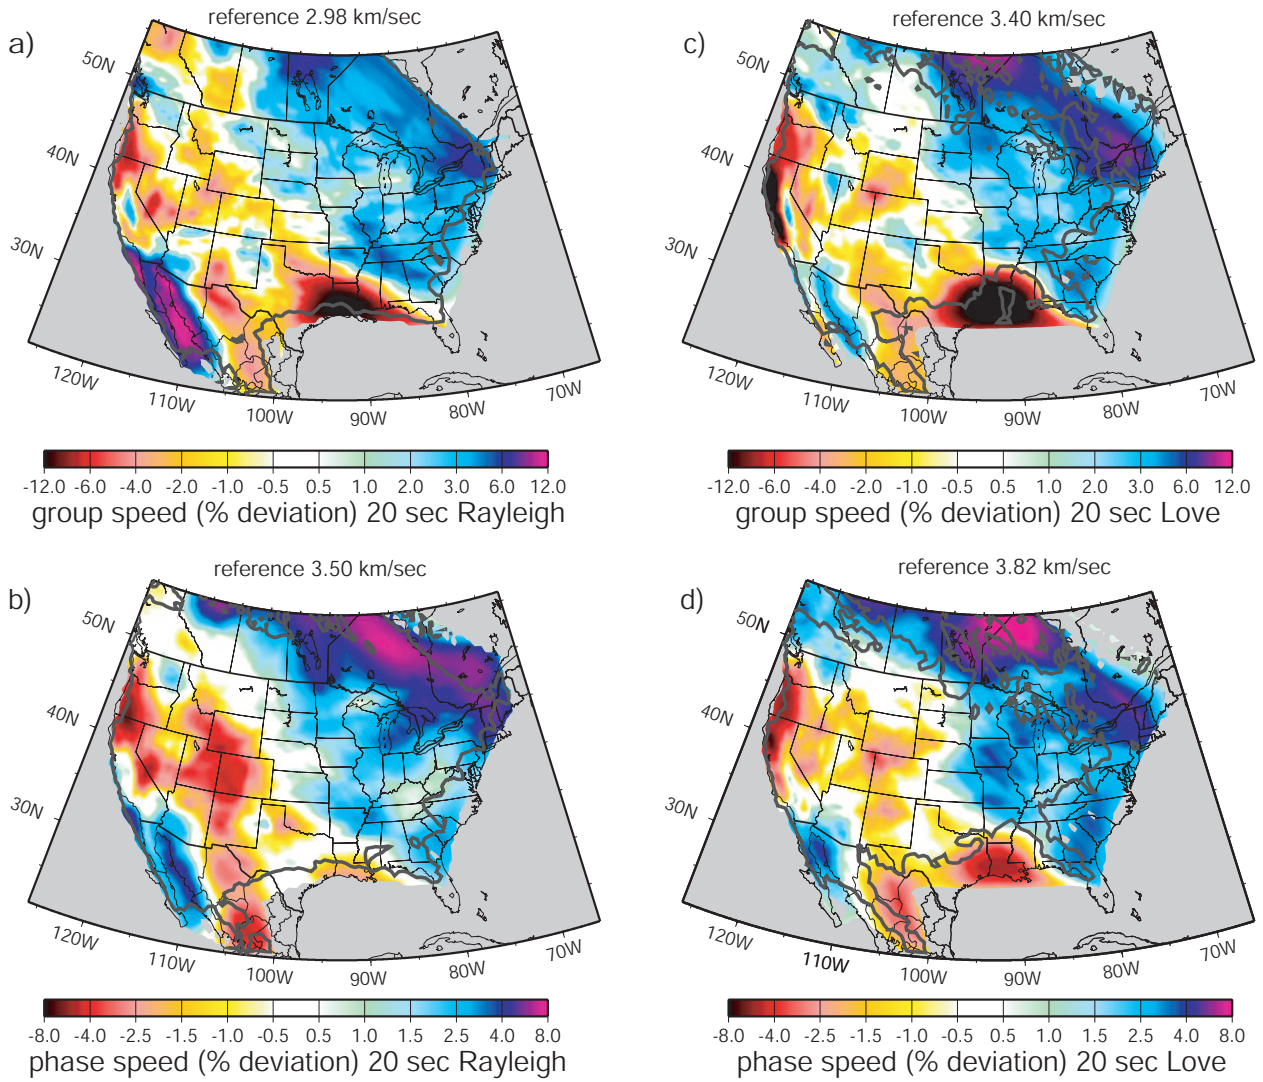 a)
reference 2.98 km/sec
50N
40N
30N
120W
110W
100W
90W
80W
70W
-12.0 -6.0 -4.0 -2.0 -1.0 -0.5 0.5 1.0 2.0 3.0 6.0 12.0
group speed (% deviation) 20 sec Rayleigh
c)
reference 3.40 km/sec
50N
40N
30N
120W
110W
100W
90W
80W
70W
-12.0 -6.0 -4.0 -2.0 -1.0 -0.5 0.5 1.0 2.0 3.0 6.0 12.0
group speed (% deviation) 20 sec Love
b)
reference 3.50 km/sec
50N
40N
30N
120W
110W
100W
90W
80W
70W
-8.0 -4.0 -2.5 -1.5 -1.0 -0.5 0.5 1.0 1.5 2.5 4.0 8.0
phase speed (% deviation) 20 sec Rayleigh
d)
reference 3.82 km/sec
50N
40N
30N
120W
110W
100W
90W
80W
70W
-8.0 -4.0 -2.5 -1.5 -1.0 -0.5 0.5 1.0 1.5 2.5 4.0 8.0
phase speed (% deviation) 20 sec Love